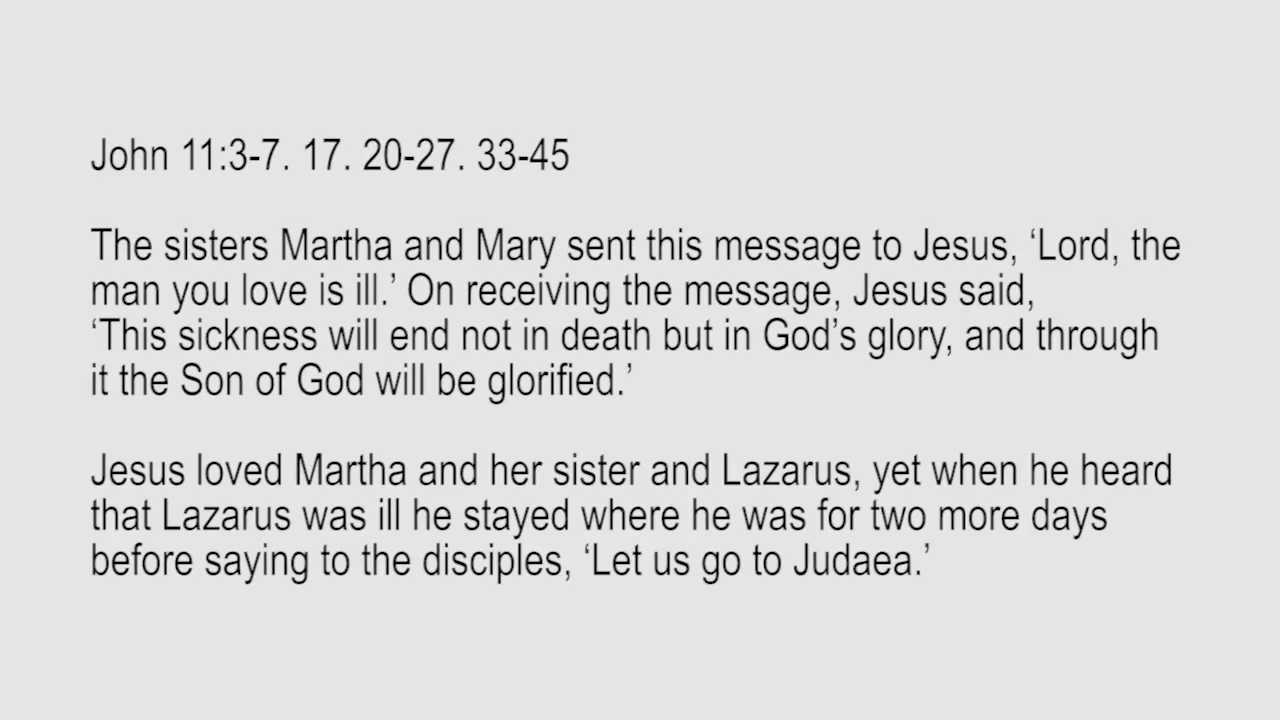 John 11:3-7. 17. 20-27. 33-45
The sisters Martha and Mary sent this message to Jesus, ‘Lord, the
man you love is ill.’ On receiving the message, Jesus said,
‘This sickness will end not in death but in God’s glory, and through
it the Son of God will be glorified.’
Jesus loved Martha and her sister and Lazarus, yet when he heard
that Lazarus was ill he stayed where he was for two more days
before saying to the disciples, ‘Let us go to Judaea.’